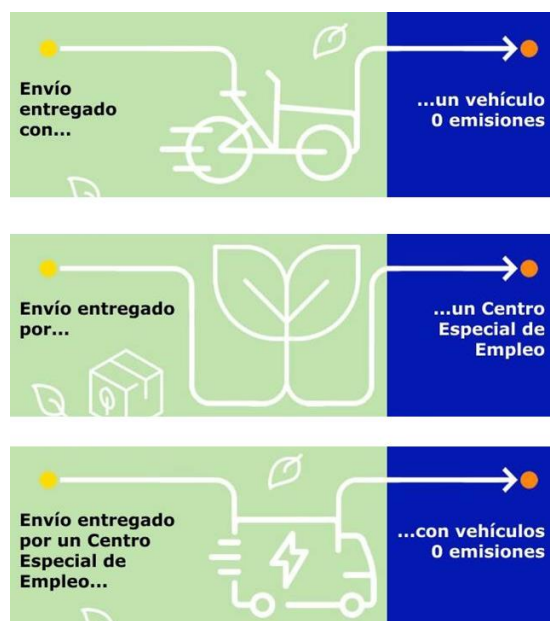 Envío
entregado
con...
...un vehículo
0 emisiones
Envío entregado
por...
...un Centro
Especial de
Empleo
Envío entregado
por un Centro
Especial de
Empleo...
...con vehículos
0 emisiones